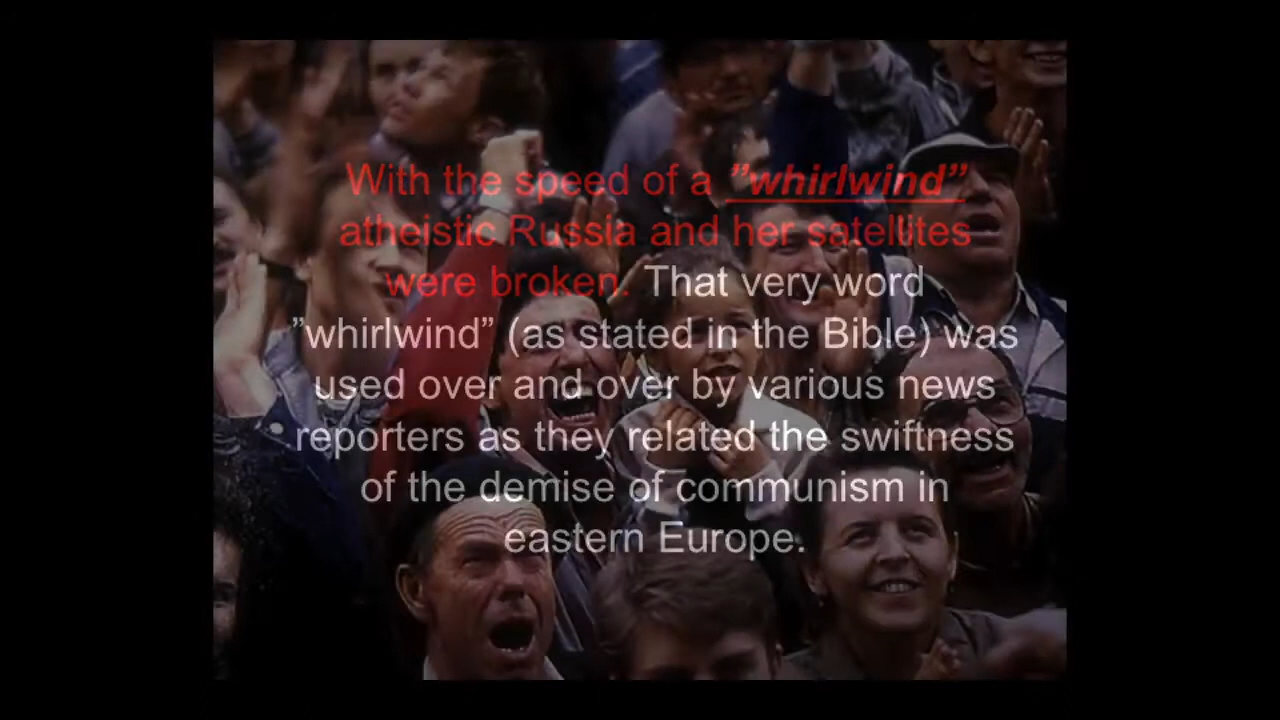 With the speed of a ”whirlwind”
atheistic Russia and her satellites
were broken. That very word
”whirlwind” (as stated in the Bible) was
used over and over by various news
reporters as they related the swiftness
of the demise of communism in
eastern Europe.